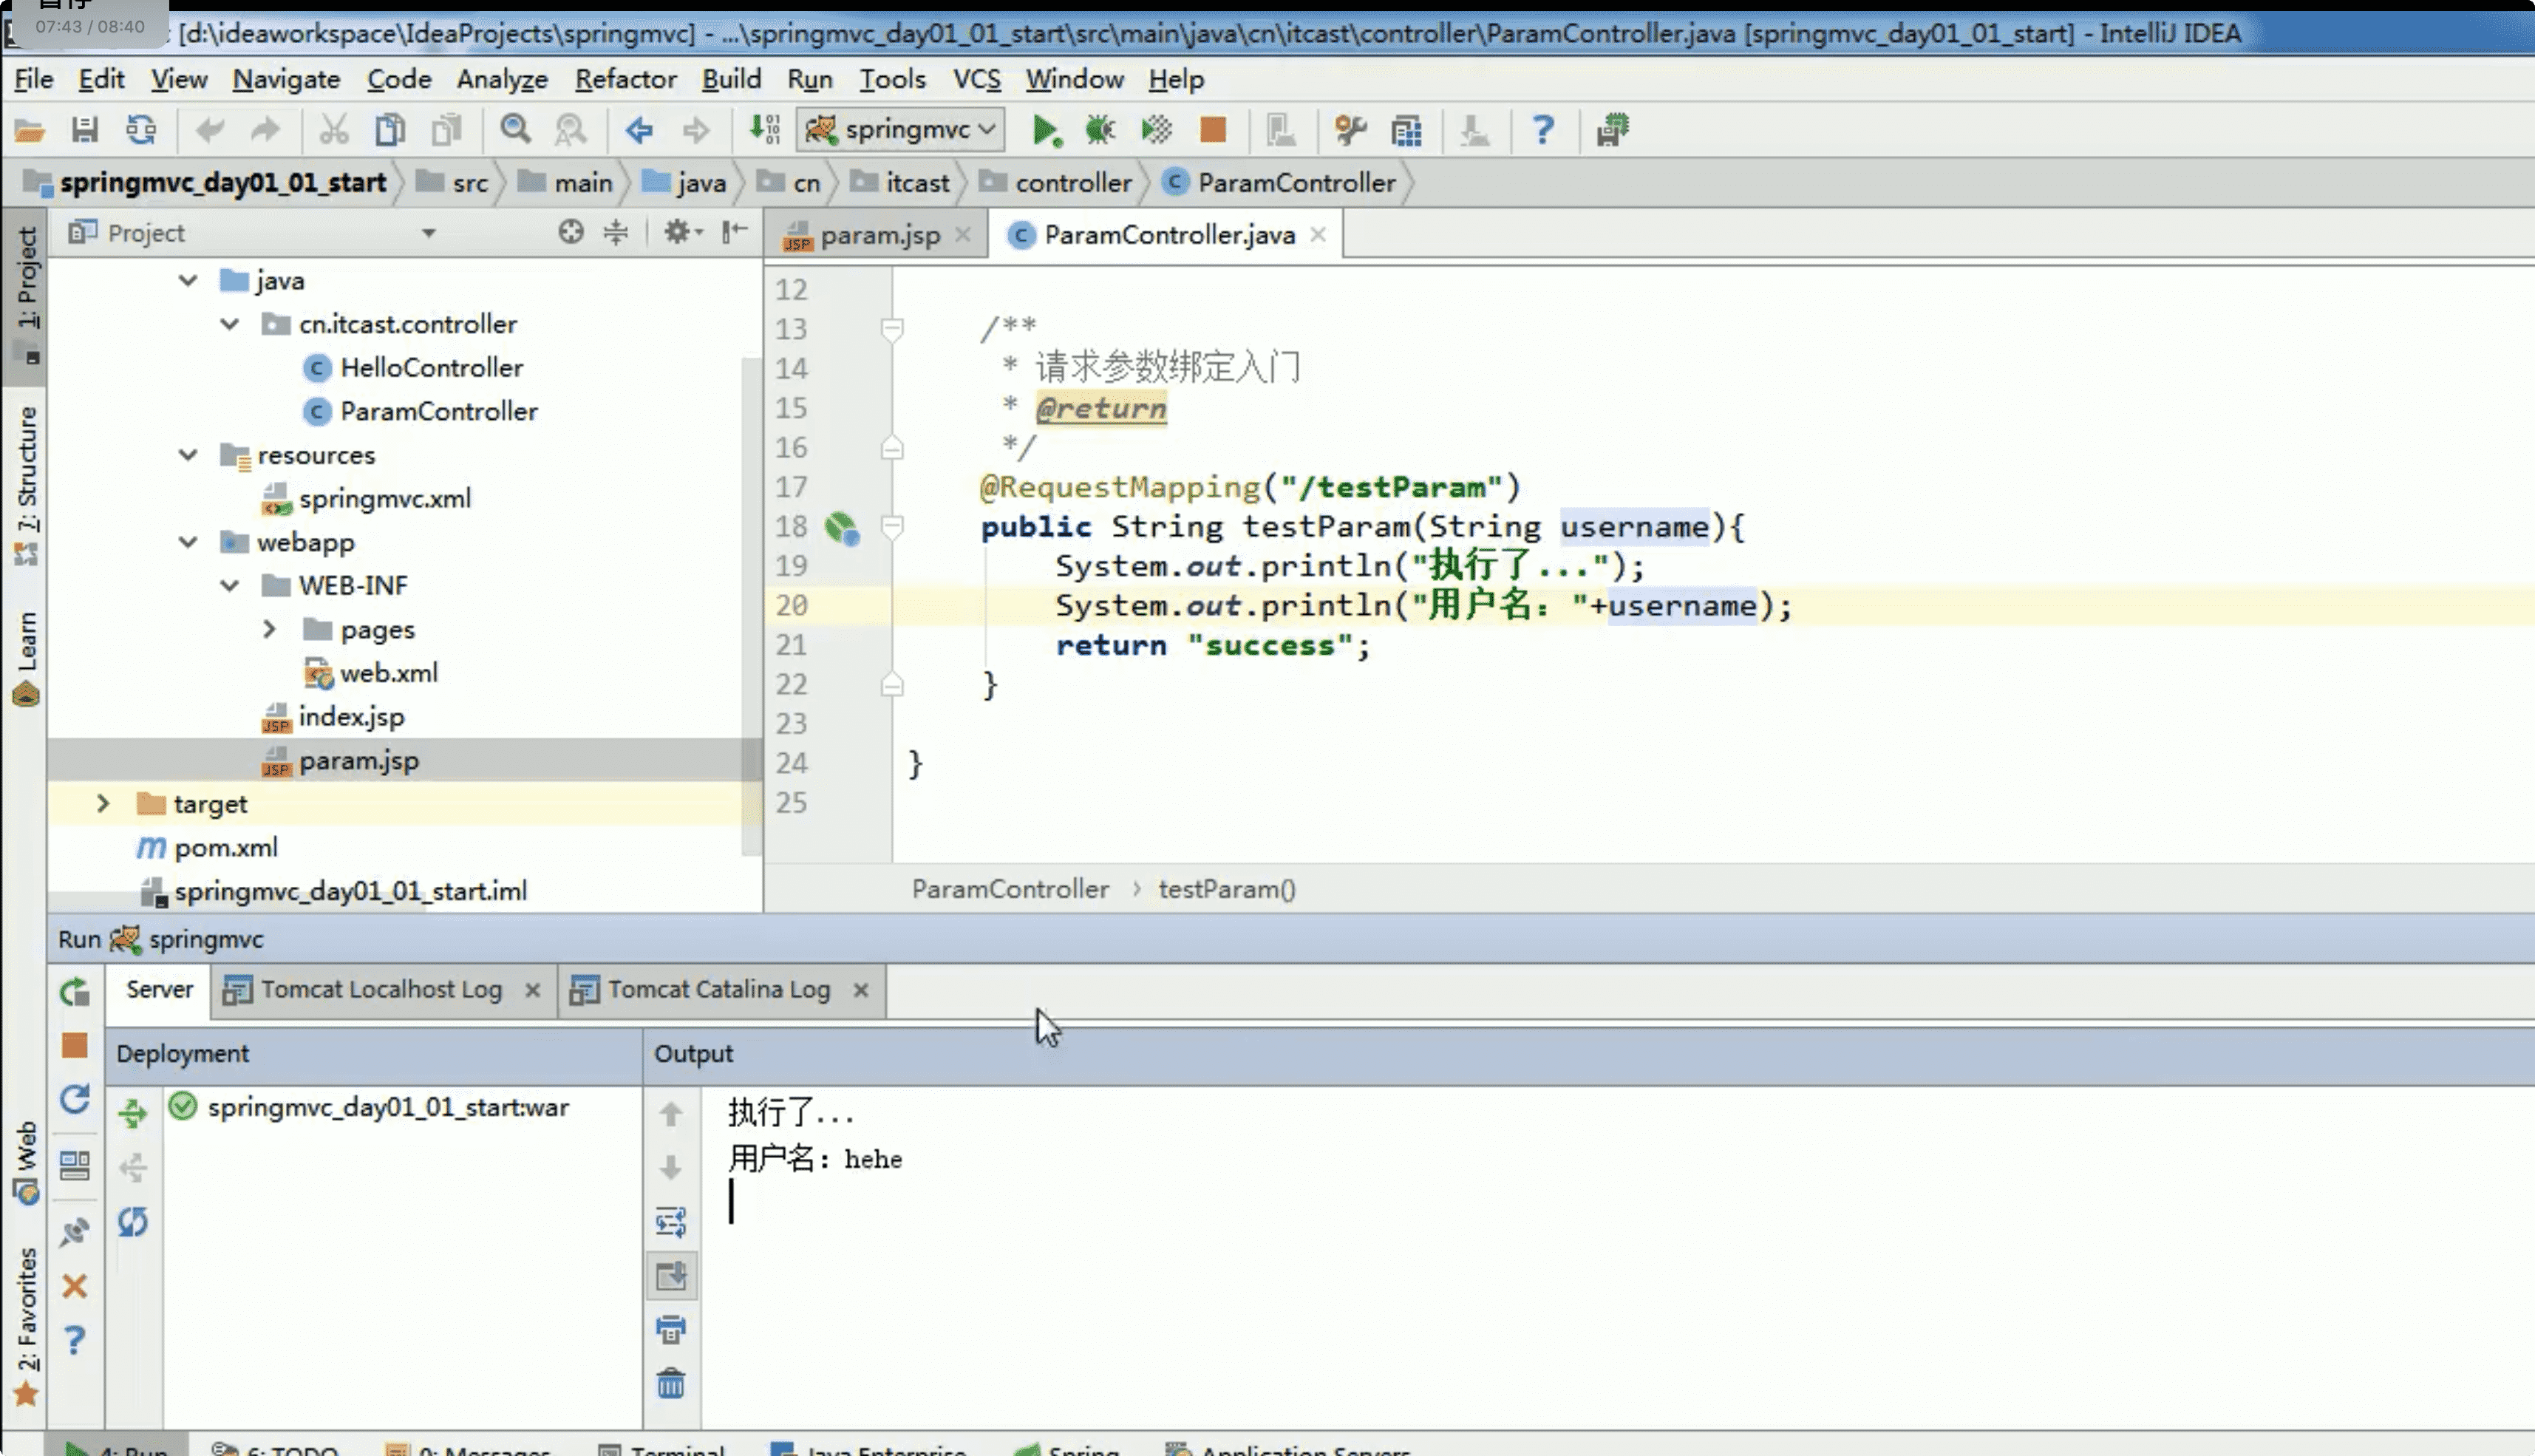 暂停
07:43 / 08:40
[d:\ideaworkspace\IdeaProjects\springmvc] - ...\springmvc_day01_01_start\src\main\java\cn\itcast\controller\ParamController.java [springmvc_day01_01_start] - IntelliJ IDEA
File Edit View Navigate Code Analyze Refactor Build Run Tools VCS Window Help
springmvc
springmvc_day01_01_start src main java cn itcast controller ParamController
1: Project
7: Structure
Learn
Web
2: Favorites
Project
java
cn.itcast.controller
HelloController
ParamController
resources
springmvc.xml
webapp
WEB-INF
pages
web.xml
index.jsp
param.jsp
target
pom.xml
springmvc_day01_01_start.iml
param.jsp ParamController.java
12
13 /**
14 * 请求参数绑定入门
15 * @return
16 */
17 @RequestMapping("/testParam")
18 public String testParam(String username){
19 System.out.println("执行了...");
20 System.out.println("用户名："+username);
21 return "success";
22 }
23
24 }
25
ParamController › testParam()
Run springmvc
Server Tomcat Localhost Log Tomcat Catalina Log
Deployment
springmvc_day01_01_start:war
Output
执行了...
用户名：hehe
4: Run 6: TODO 0: Messages Terminal Java Enterprise Spring Application Servers